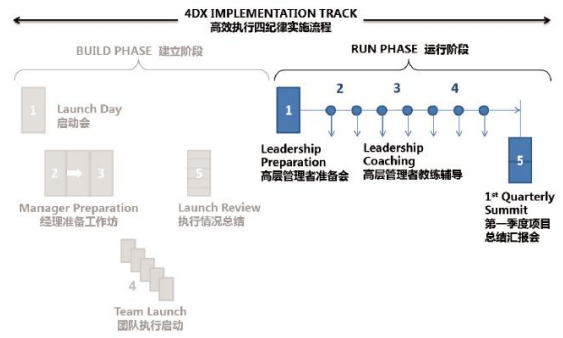 4DX IMPLEMENTATION TRACK
高效执行四纪律实施流程
BUILD PHASE 建立阶段
RUN PHASE 运行阶段
1
Launch Day
启动会
2
3
Manager Preparation
经理准备工作坊
5
Launch Review
执行情况总结
4
Team Launch
团队执行启动
1
2
3
4
Leadership
Preparation
高层管理者准备会
Leadership
Coaching
高层管理者教练辅导
5
1st Quarterly
Summit
第一季度项目
总结汇报会